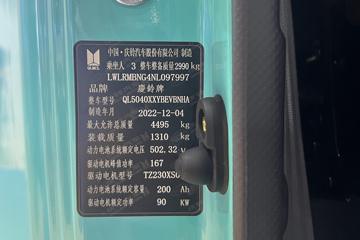 中国·庆铃汽车股份有限公司 制造
乘坐人 3 整车整备质量 2990 kg
LWLRMBNG4NL097997
品牌 庆铃牌
整车型号 QL5040XXYBEVBNHA
制造年月 2022-12-04
最大允许总质量 4495 kg
装载质量 1310 kg
动力电池系统额定电压 502.32 V
驱动电机峰值功率 167
驱动电机型号 TZ230XS0
动力电池系统额定容量 200 Ah
驱动电机额定功率 90 KW